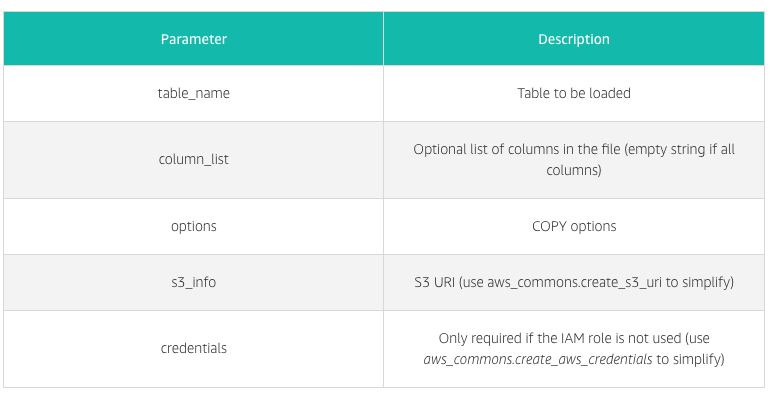 Parameter
Description
table_name
Table to be loaded
column_list
Optional list of columns in the file (empty string if all
columns)
options
COPY options
s3_info
S3 URI (use aws_commons.create_s3_uri to simplify)
credentials
Only required if the IAM role is not used (use
aws_commons.create_aws_credentials to simplify)